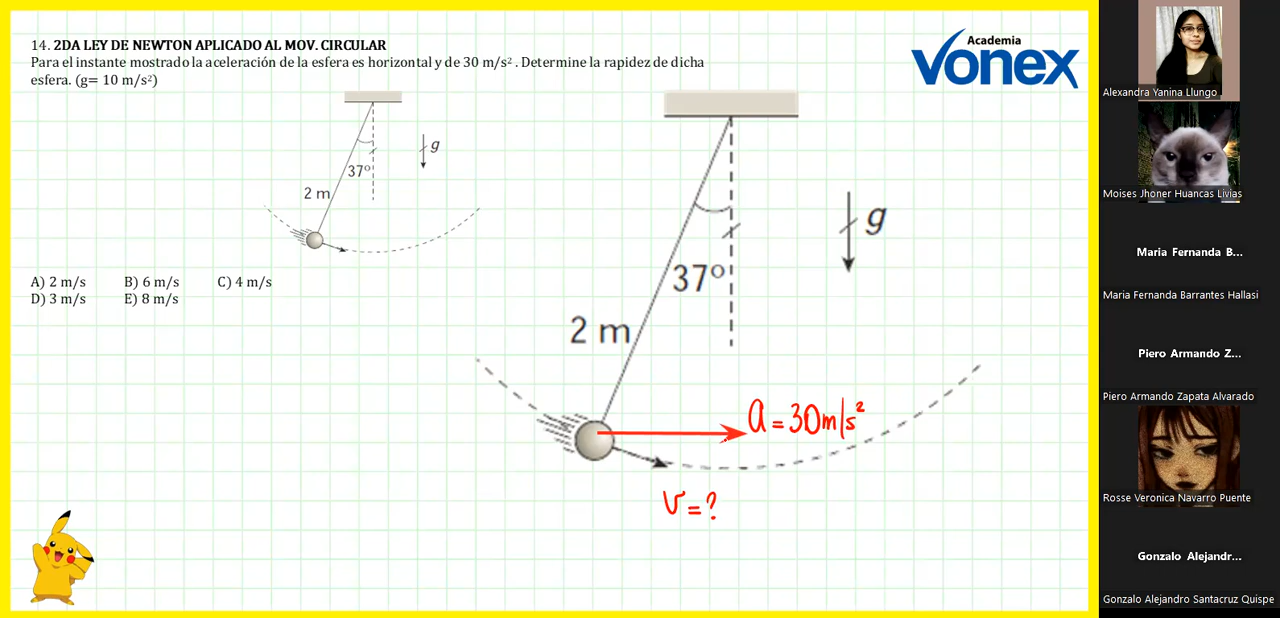 14. 2DA LEY DE NEWTON APLICADO AL MOV. CIRCULAR
Para el instante mostrado la aceleración de la esfera es horizontal y de 30 m/s² . Determine la rapidez de dicha
esfera. (g= 10 m/s²)
Academia
vonex
g
37º
2 m
A) 2 m/s B) 6 m/s C) 4 m/s
D) 3 m/s E) 8 m/s
g
37º
2 m
a = 30m/s²
v = ?
Alexandra Yanina Llungo
Moises Jhoner Huancas Livias
Maria Fernanda B...
Maria Fernanda Barrantes Hallasi
Piero Armando Z...
Piero Armando Zapata Alvarado
Rosse Veronica Navarro Puente
Gonzalo Alejandr...
Gonzalo Alejandro Santacruz Quispe